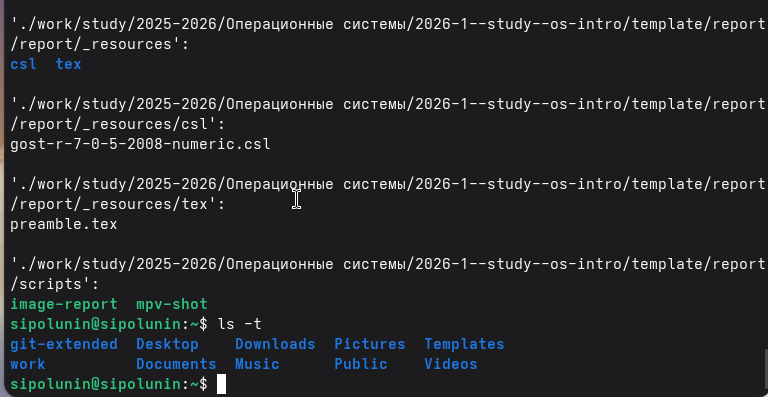 './work/study/2025-2026/Операционные системы/2026-1--study--os-intro/template/report
/report/_resources':
csl  tex
'./work/study/2025-2026/Операционные системы/2026-1--study--os-intro/template/report
/report/_resources/csl':
gost-r-7-0-5-2008-numeric.csl
'./work/study/2025-2026/Операционные системы/2026-1--study--os-intro/template/report
/report/_resources/tex':
preamble.tex
'./work/study/2025-2026/Операционные системы/2026-1--study--os-intro/template/report
/scripts':
image-report  mpv-shot
sipolunin@sipolunin:~$ ls -t
git-extended  Desktop    Downloads  Pictures  Templates
work          Documents  Music      Public    Videos
sipolunin@sipolunin:~$